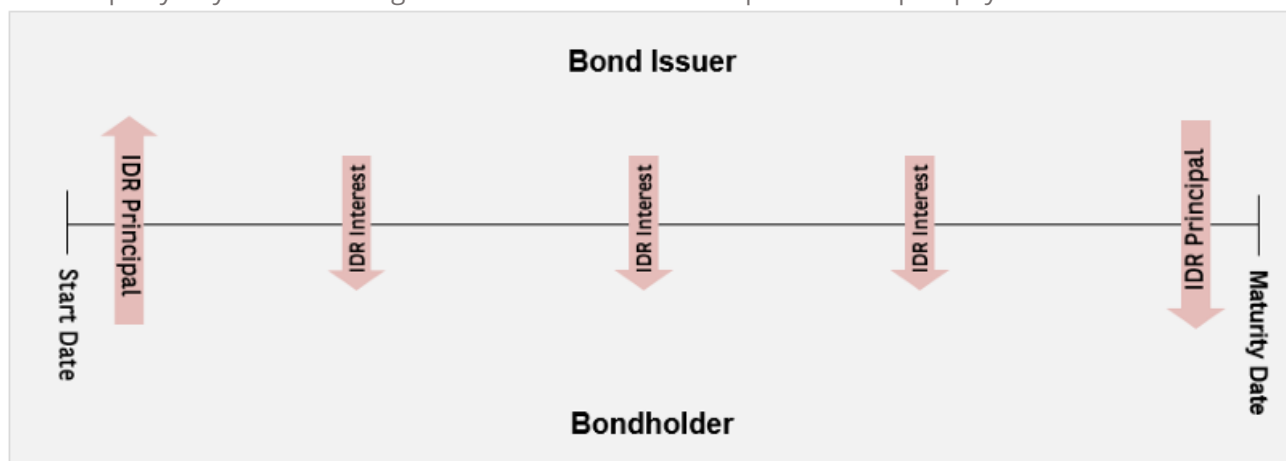 Bond Issuer
IDR Principal
IDR Interest
IDR Interest
IDR Interest
IDR Principal
Start Date
Maturity Date
Bondholder